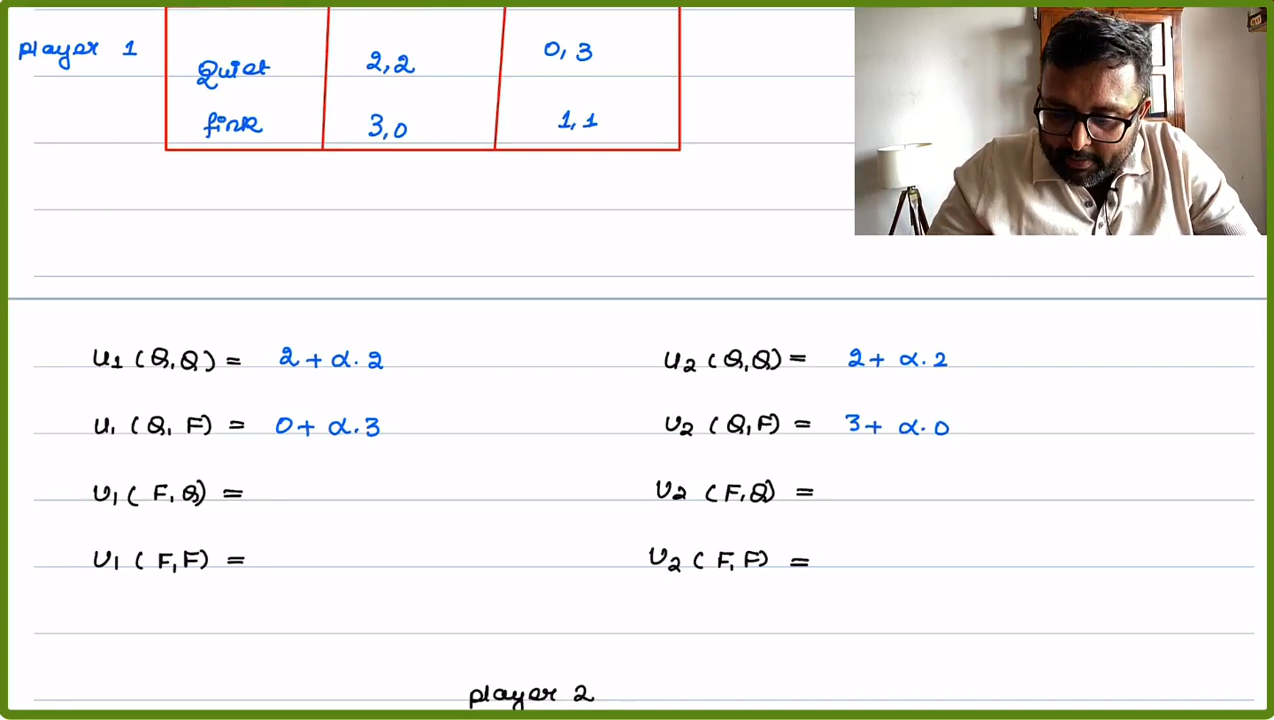 player 1
Quiet 2,2 0,3
fink 3,0 1,1
U1 (Q,Q) = 2 + α.2 U2 (Q,Q) = 2 + α.2
U1 (Q, F) = 0 + α.3 U2 (Q,F) = 3 + α.0
U1 ( F,Q) = U2 (F,Q) =
U1 ( F,F) = U2 ( F,F) =
player 2